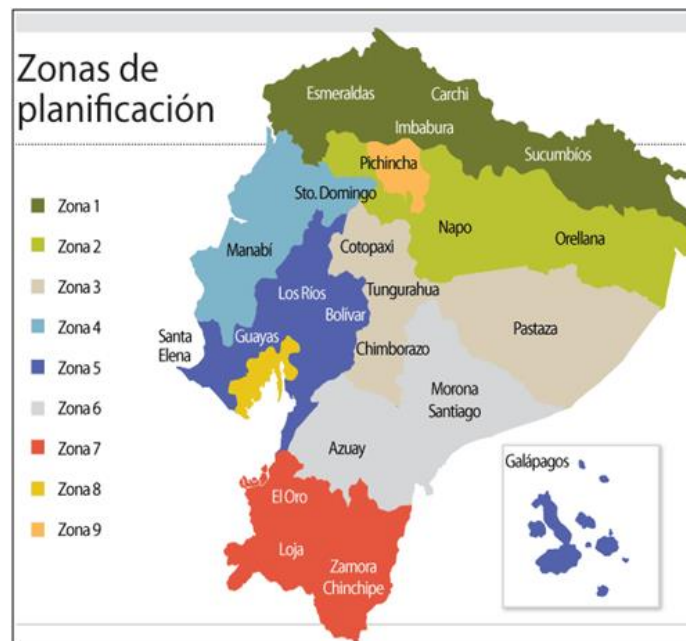 Zonas de
planificación
Zona 1
Zona 2
Zona 3
Zona 4
Zona 5
Zona 6
Zona 7
Zona 8
Zona 9
Esmeraldas
Carchi
Imbabura
Sucumbíos
Pichincha
Sto. Domingo
Napo
Orellana
Manabí
Cotopaxi
Tungurahua
Los Ríos
Bolívar
Pastaza
Santa
Elena
Guayas
Chimborazo
Morona
Santiago
Azuay
Galápagos
El Oro
Loja
Zamora
Chinchipe